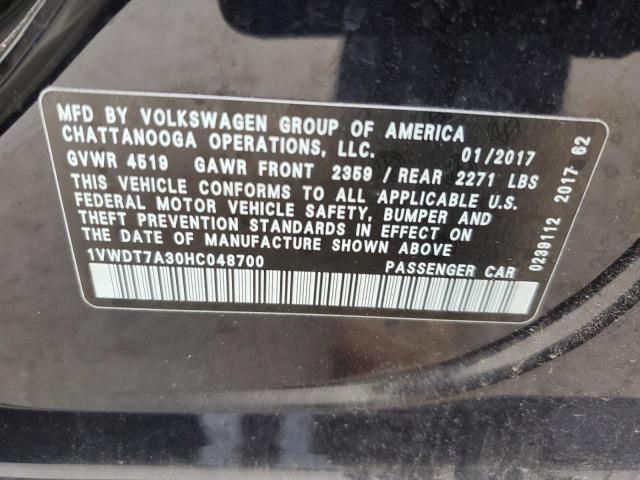 MFD BY VOLKSWAGEN GROUP OF AMERICA
CHATTANOOGA OPERATIONS, LLC. 01/2017
GVWR 4519 GAWR FRONT 2359 / REAR 2271 LBS
THIS VEHICLE CONFORMS TO ALL APPLICABLE U.S.
FEDERAL MOTOR VEHICLE SAFETY, BUMPER AND
THEFT PREVENTION STANDARDS IN EFFECT ON
THE DATE OF MANUFACTURE SHOWN ABOVE
1VWDT7A30HC048700 PASSENGER CAR
0239112 2017 62